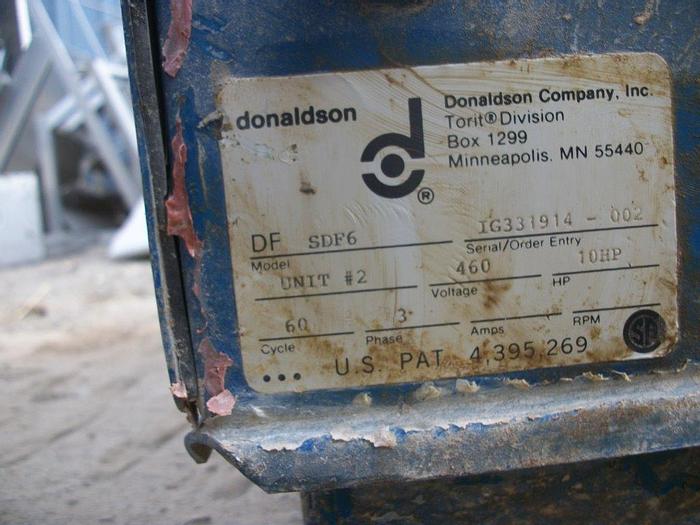 donaldson
Donaldson Company, Inc.
Torit® Division
Box 1299
Minneapolis, MN 55440
DF SDF6 IG331914 - 002
Model Serial/Order Entry
UNIT #2 460 10HP
Voltage HP
60 3
Cycle Phase Amps RPM
U.S. PAT. 4,395,269